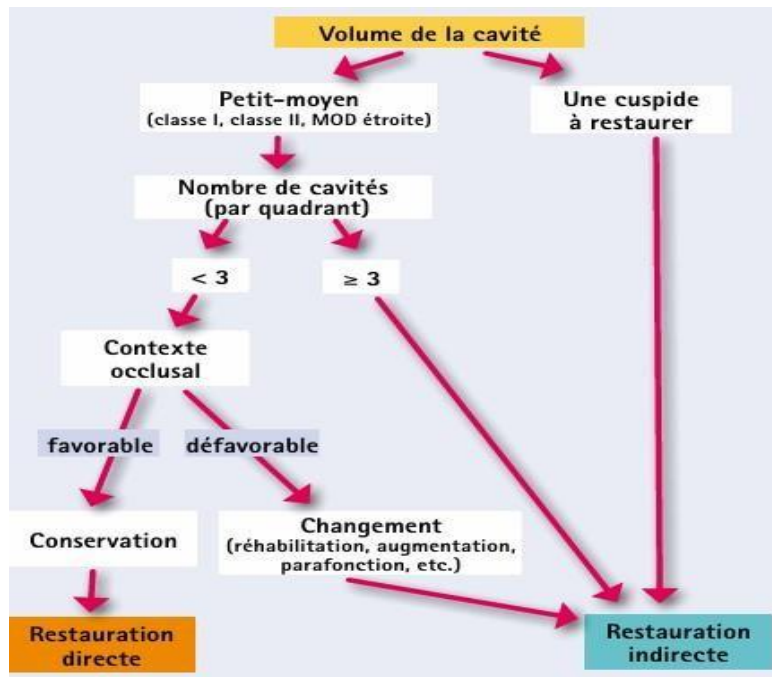 Volume de la cavité
Petit-moyen
(classe I, classe II, MOD étroite)
Une cuspide
à restaurer
Nombre de cavités
(par quadrant)
< 3
≥ 3
Contexte
occlusal
favorable
défavorable
Conservation
Changement
(réhabilitation, augmentation,
parafonction, etc.)
Restauration
directe
Restauration
indirecte